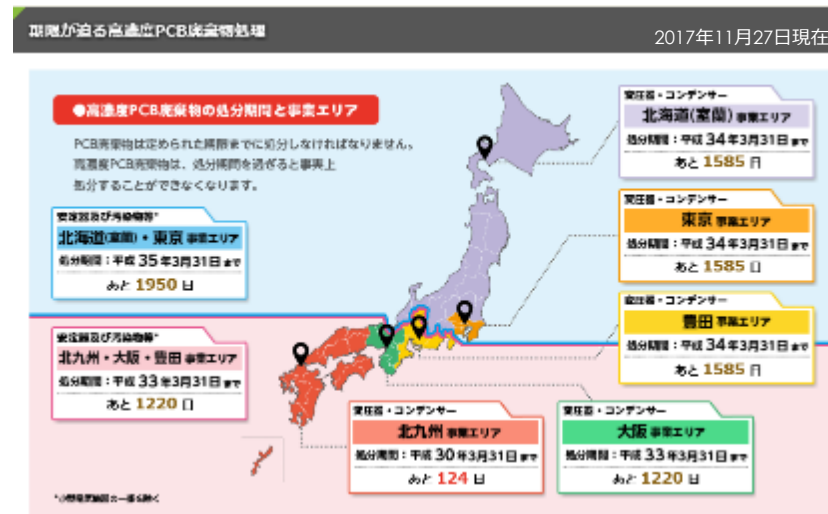 期限が迫る高濃度PCB廃棄物処理
2017年11月27日現在
●高濃度PCB廃棄物の処分期間と事業エリア
PCB廃棄物は定められた期限までに処分しなければなりません。
高濃度PCB廃棄物は、処分期間を過ぎると事実上
処分することができなくなります。
変圧器・コンデンサー
北海道(室蘭) 事業エリア
処分期間：平成 34年3月31日まで
あと 1585 日
変圧器・コンデンサー
東京 事業エリア
処分期間：平成 34年3月31日まで
あと 1585 日
変圧器・コンデンサー
豊田 事業エリア
処分期間：平成 34年3月31日まで
あと 1585 日
安定器及び汚染物等*
北海道(室蘭)・東京 事業エリア
処分期間：平成 35年3月31日まで
あと 1950 日
安定器及び汚染物等*
北九州・大阪・豊田 事業エリア
処分期間：平成 33年3月31日まで
あと 1220 日
変圧器・コンデンサー
北九州 事業エリア
処分期間：平成 30年3月31日まで
あと 124 日
変圧器・コンデンサー
大阪 事業エリア
処分期間：平成 33年3月31日まで
あと 1220 日